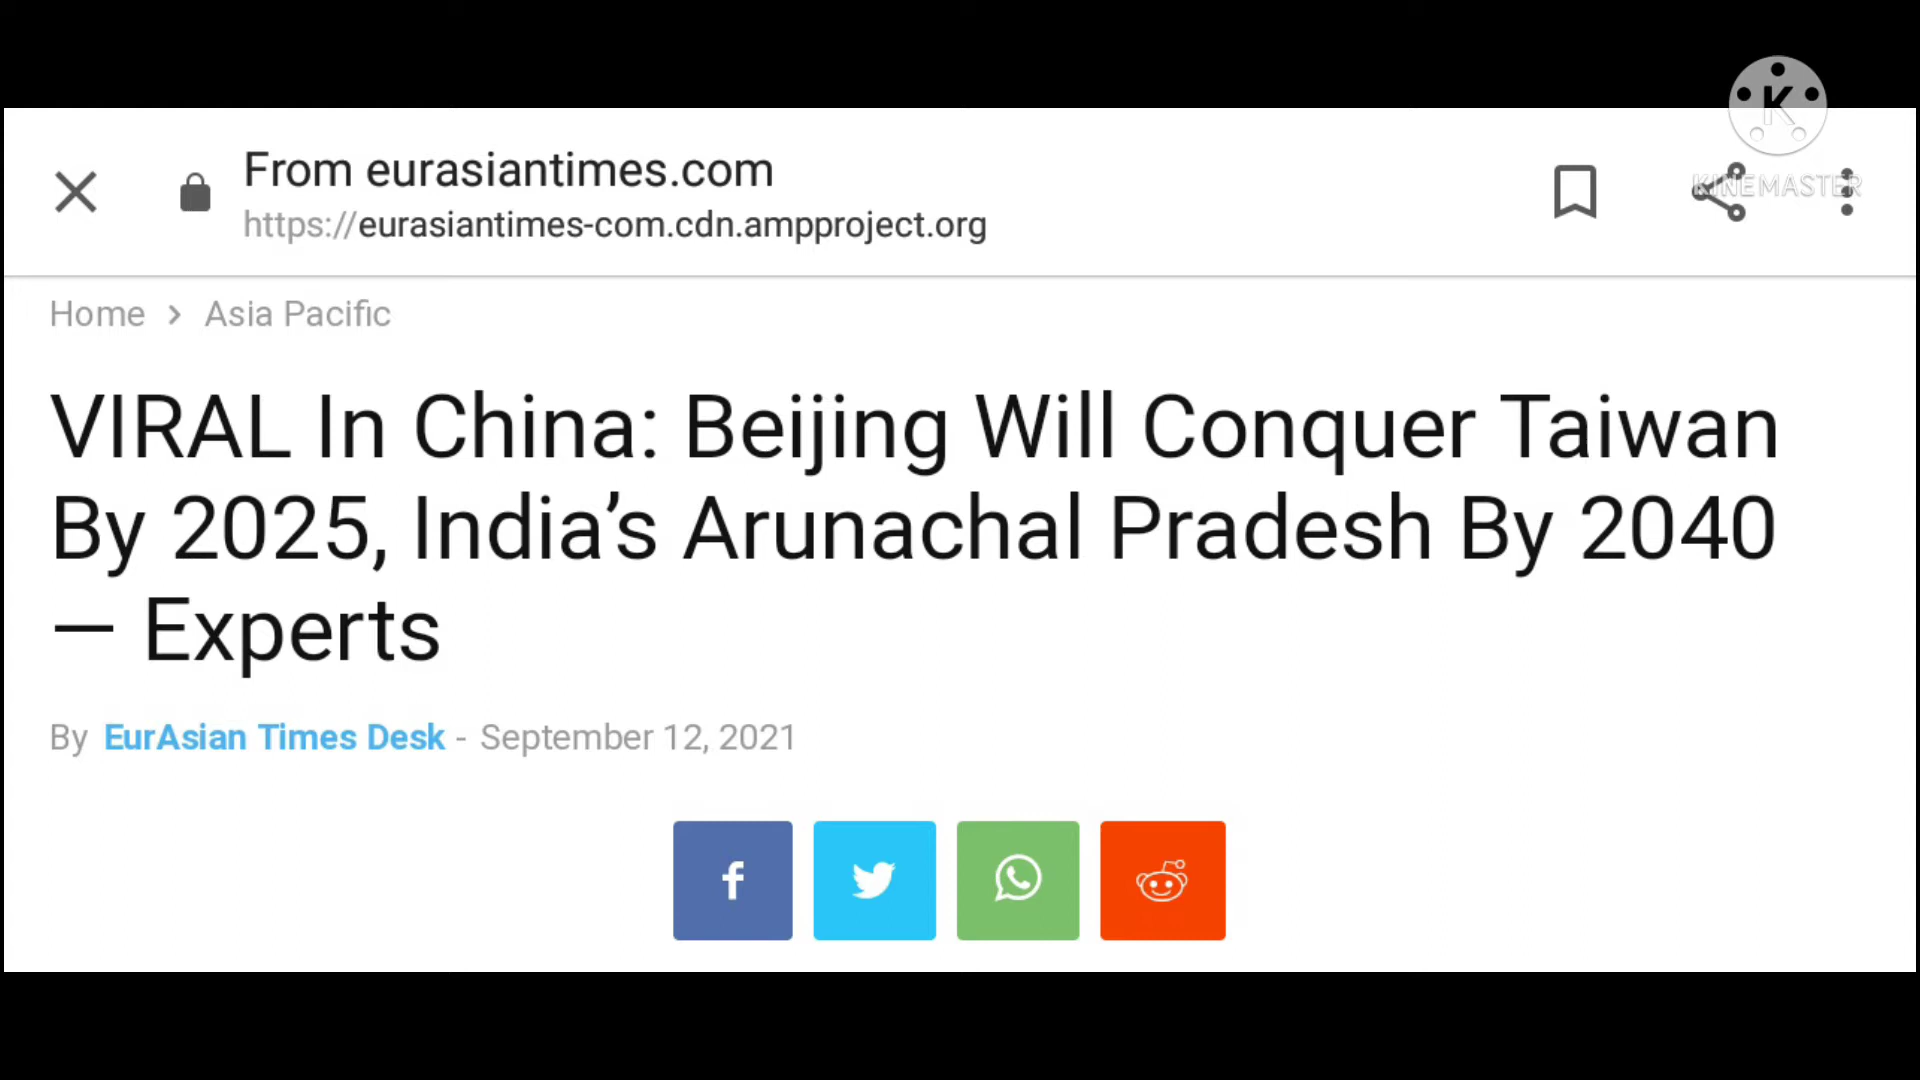 From eurasiantimes.com
https://eurasiantimes-com.cdn.ampproject.org
K
KINEMASTER
Home > Asia Pacific
VIRAL In China: Beijing Will Conquer Taiwan
By 2025, India’s Arunachal Pradesh By 2040
— Experts
By EurAsian Times Desk - September 12, 2021
f